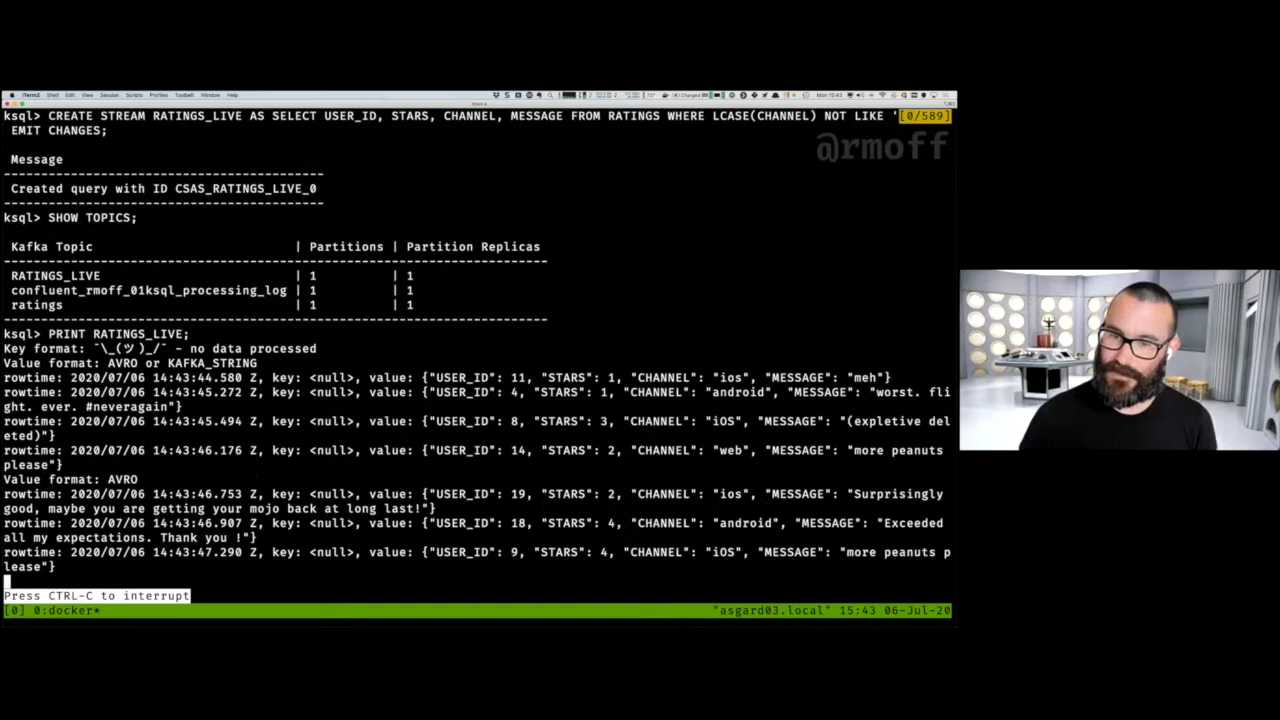 iTerm2 Shell Edit View Session Scripts Profiles Toolbelt Window Help
ksql> CREATE STREAM RATINGS_LIVE AS SELECT USER_ID, STARS, CHANNEL, MESSAGE FROM RATINGS WHERE LCASE(CHANNEL) NOT LIKE '[0/589]
EMIT CHANGES;
@rmoff
Message
----------------------------------------
Created query with ID CSAS_RATINGS_LIVE_0
----------------------------------------
ksql> SHOW TOPICS;
Kafka Topic | Partitions | Partition Replicas
--------------------------------------------------------------------
RATINGS_LIVE | 1 | 1
confluent_rmoff_01ksql_processing_log | 1 | 1
ratings | 1 | 1
--------------------------------------------------------------------
ksql> PRINT RATINGS_LIVE;
Key format: ¯\_(ツ)_/¯ - no data processed
Value format: AVRO or KAFKA_STRING
rowtime: 2020/07/06 14:43:44.580 Z, key: <null>, value: {"USER_ID": 11, "STARS": 1, "CHANNEL": "ios", "MESSAGE": "meh"}
rowtime: 2020/07/06 14:43:45.272 Z, key: <null>, value: {"USER_ID": 4, "STARS": 1, "CHANNEL": "android", "MESSAGE": "worst. fli
ght. ever. #neveragain"}
rowtime: 2020/07/06 14:43:45.494 Z, key: <null>, value: {"USER_ID": 8, "STARS": 3, "CHANNEL": "iOS", "MESSAGE": "(expletive del
eted)"}
rowtime: 2020/07/06 14:43:46.176 Z, key: <null>, value: {"USER_ID": 14, "STARS": 2, "CHANNEL": "web", "MESSAGE": "more peanuts
please"}
Value format: AVRO
rowtime: 2020/07/06 14:43:46.753 Z, key: <null>, value: {"USER_ID": 19, "STARS": 2, "CHANNEL": "ios", "MESSAGE": "Surprisingly
good, maybe you are getting your mojo back at long last!"}
rowtime: 2020/07/06 14:43:46.907 Z, key: <null>, value: {"USER_ID": 18, "STARS": 4, "CHANNEL": "android", "MESSAGE": "Exceeded
all my expectations. Thank you !"}
rowtime: 2020/07/06 14:43:47.290 Z, key: <null>, value: {"USER_ID": 9, "STARS": 4, "CHANNEL": "iOS", "MESSAGE": "more peanuts p
lease"}
Press CTRL-C to interrupt
[0] 0:docker* "asgard03.local" 15:43 06-Jul-20